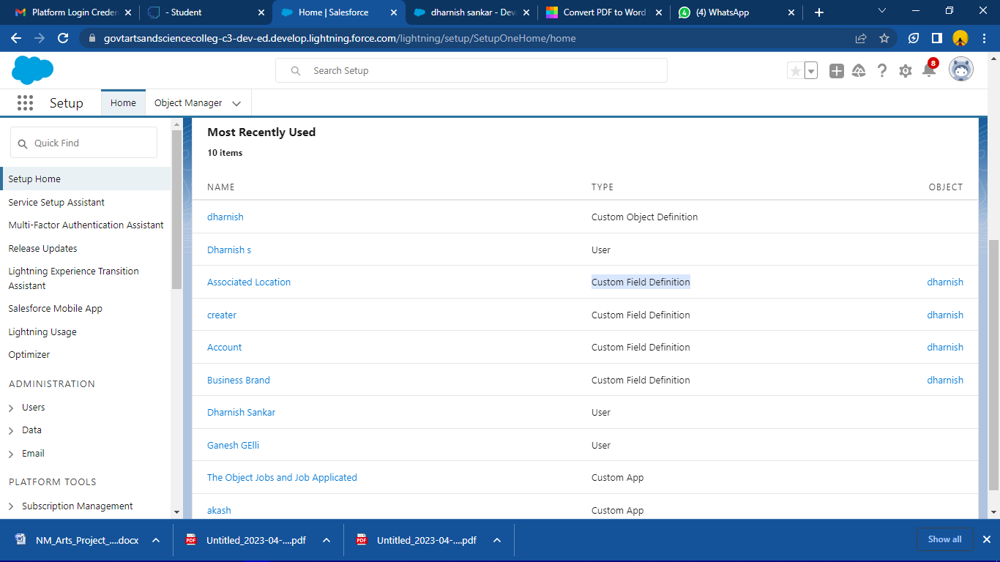 Platform Login Creden
- Student
Home | Salesforce
dharnish sankar - Dev
Convert PDF to Word
(4) WhatsApp
govtartsandsciencecolleg-c3-dev-ed.develop.lightning.force.com/lightning/setup/SetupOneHome/home
Search Setup
8
Setup
Home
Object Manager
Quick Find
Setup Home
Service Setup Assistant
Multi-Factor Authentication Assistant
Release Updates
Lightning Experience Transition
Assistant
Salesforce Mobile App
Lightning Usage
Optimizer
ADMINISTRATION
Users
Data
Email
PLATFORM TOOLS
Subscription Management
Most Recently Used
10 items
NAME TYPE OBJECT
dharnish Custom Object Definition
Dharnish s User
Associated Location Custom Field Definition dharnish
creater Custom Field Definition dharnish
Account Custom Field Definition dharnish
Business Brand Custom Field Definition dharnish
Dharnish Sankar User
Ganesh GElli User
The Object Jobs and Job Applicated Custom App
akash Custom App
NM_Arts_Project_....docx
Untitled_2023-04-....pdf
Untitled_2023-04-....pdf
Show all